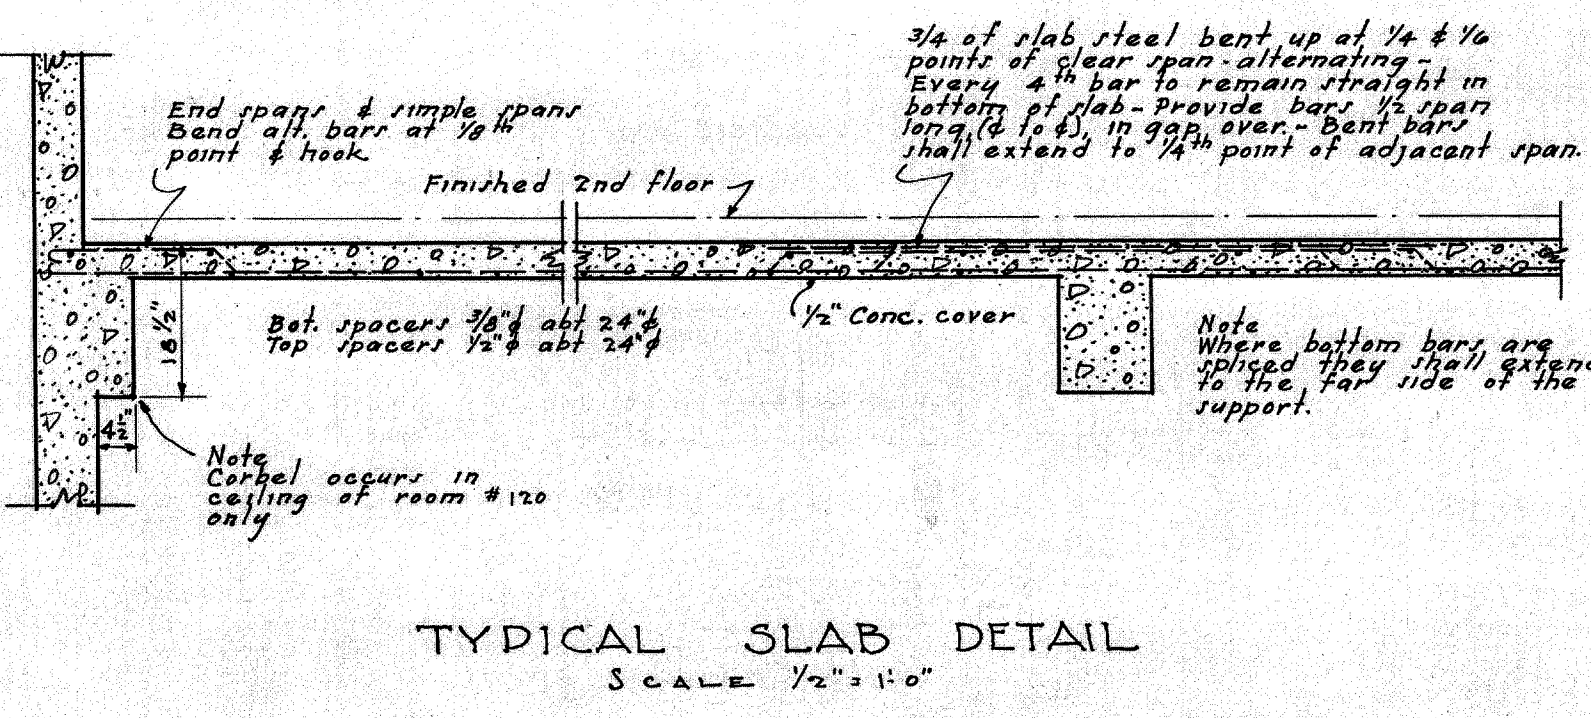 3/4 of slab steel bent up at 1/4 & 1/6
points of clear span - alternating -
Every 4th bar to remain straight in
bottom of slab - Provide bars 1/2 span
long (¢ to ¢), in gap over. - Bent bars
shall extend to 1/4th point of adjacent span.
End spans & simple spans
Bend alt. bars at 1/8th
point & hook
Finished 2nd floor
18 1/2"
Bot. spacers 3/8"ϕ abt 24"¢
Top spacers 1/2"ϕ abt 24"¢
1/2" Conc. cover
Note
Where bottom bars are
spliced they shall extend
to the far side of the
support.
4 1/2"
Note
Corbel occurs in
ceiling of room #120
only
TYPICAL SLAB DETAIL
SCALE 1/2" = 1'-0"